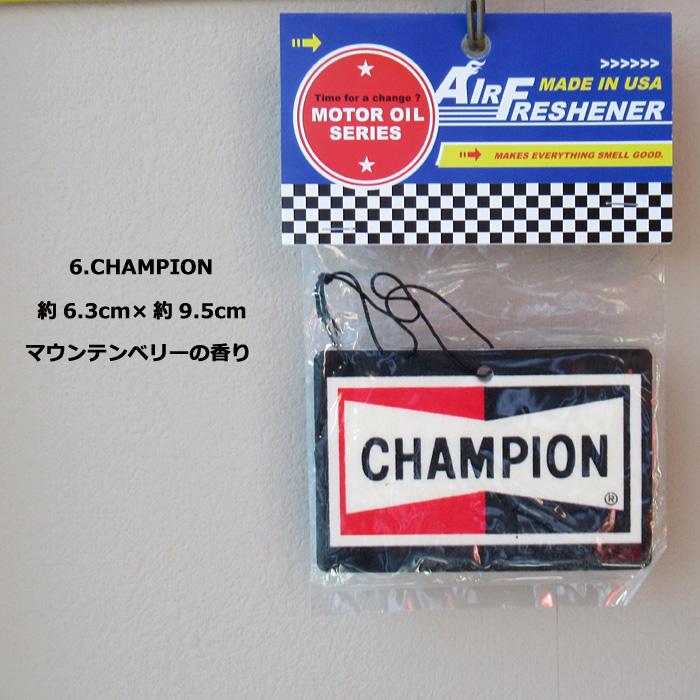 >>>>>>
AIR FRESHENER
MADE IN USA
Time for a change ?
MOTOR OIL
SERIES
MAKES EVERYTHING SMELL GOOD.
6.CHAMPION
約6.3cm×約9.5cm
マウンテンベリーの香り
CHAMPION
®